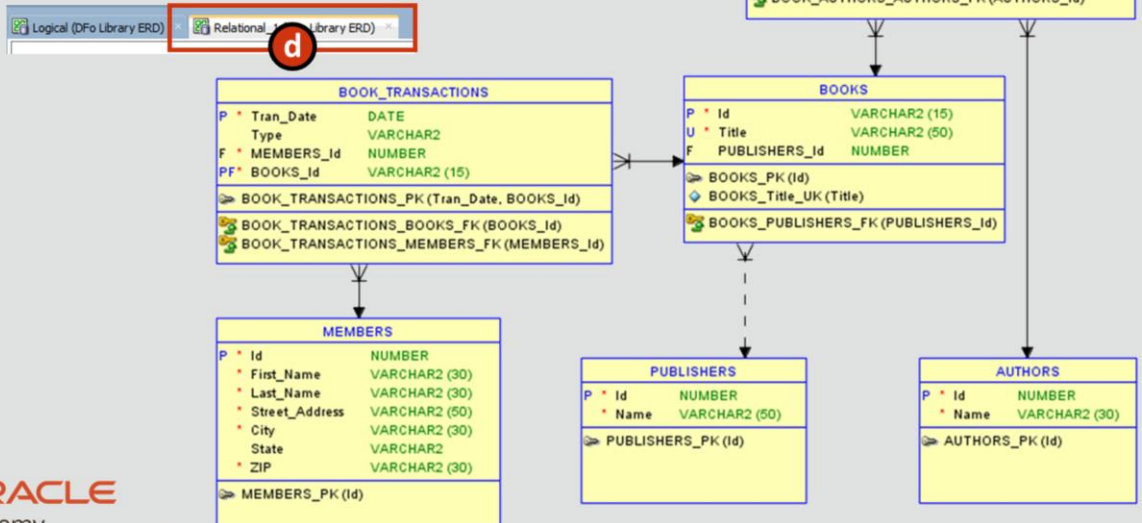 BOOK_AUTHORS_AUTHORS_FK (AUTHORS_Id)
Logical (DFo Library ERD)
Relational_1 Library ERD)
d
BOOK_TRANSACTIONS
P * Tran_Date DATE
Type VARCHAR2
F * MEMBERS_Id NUMBER
PF* BOOKS_Id VARCHAR2 (15)
BOOK_TRANSACTIONS_PK (Tran_Date, BOOKS_Id)
BOOK_TRANSACTIONS_BOOKS_FK (BOOKS_Id)
BOOK_TRANSACTIONS_MEMBERS_FK (MEMBERS_Id)
BOOKS
P * Id VARCHAR2 (15)
U * Title VARCHAR2 (50)
F PUBLISHERS_Id NUMBER
BOOKS_PK (Id)
BOOKS_Title_UK (Title)
BOOKS_PUBLISHERS_FK (PUBLISHERS_Id)
MEMBERS
P * Id NUMBER
* First_Name VARCHAR2 (30)
* Last_Name VARCHAR2 (30)
* Street_Address VARCHAR2 (50)
* City VARCHAR2 (30)
State VARCHAR2
* ZIP VARCHAR2 (30)
MEMBERS_PK (Id)
PUBLISHERS
P * Id NUMBER
* Name VARCHAR2 (50)
PUBLISHERS_PK (Id)
AUTHORS
P * Id NUMBER
* Name VARCHAR2 (30)
AUTHORS_PK (Id)
RACLE